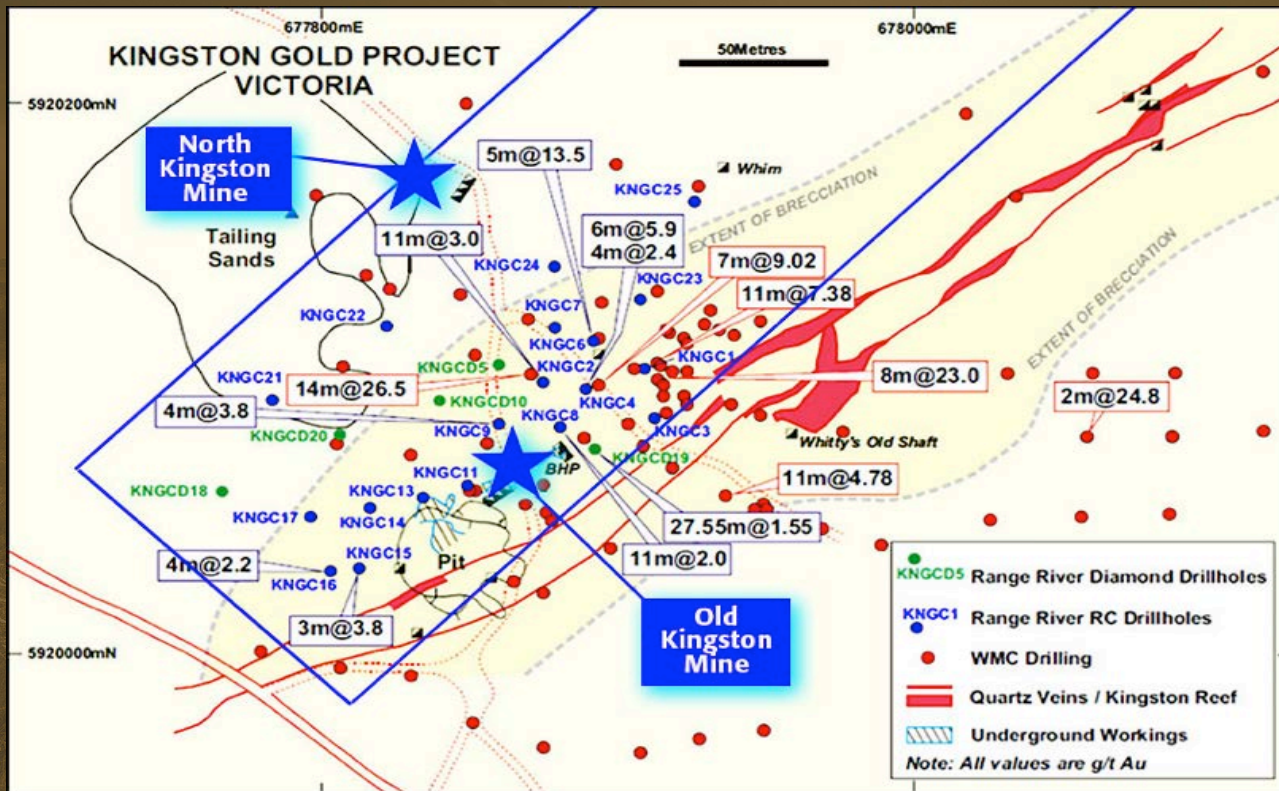 677800mE
678000mE
KINGSTON GOLD PROJECT
VICTORIA
50Metres
5920200mN
North
Kingston
Mine
5m@13.5
Whim
KNGC25
Tailing
Sands
11m@3.0
6m@5.9
4m@2.4
EXTENT OF BRECCIATION
KNGC24
KNGC23
7m@9.02
11m@7.38
EXTENT OF BRECCIATION
KNGC22
KNGC7
KNGC6
KNGCD5
KNGC2
KNGC1
14m@26.5
8m@23.0
2m@24.8
KNGC21
KNGCD10
KNGC4
4m@3.8
KNGC8
KNGC9
KNGC3
KNGCD20
BHP
KNGCD19
Whitty's Old Shaft
KNGCD18
KNGC11
KNGC13
11m@4.78
KNGC17
KNGC14
27.55m@1.55
KNGC15
Pit
11m@2.0
4m@2.2
KNGC16
3m@3.8
Old
Kingston
Mine
5920000mN
KNGCD5 Range River Diamond Drillholes
KNGC1 Range River RC Drillholes
WMC Drilling
Quartz Veins / Kingston Reef
Underground Workings
Note: All values are g/t Au